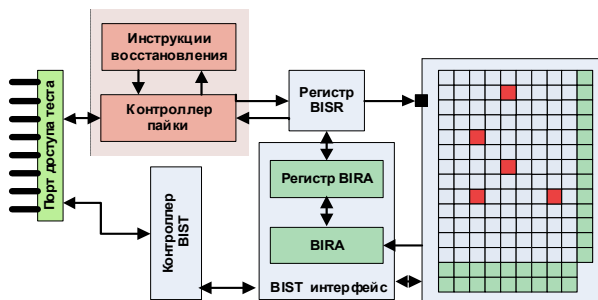 Инструкции
восстановления
Контроллер
пайки
Порт доступа теста
Регистр
BISR
Контроллер
BIST
Регистр BIRA
BIRA
BIST интерфейс